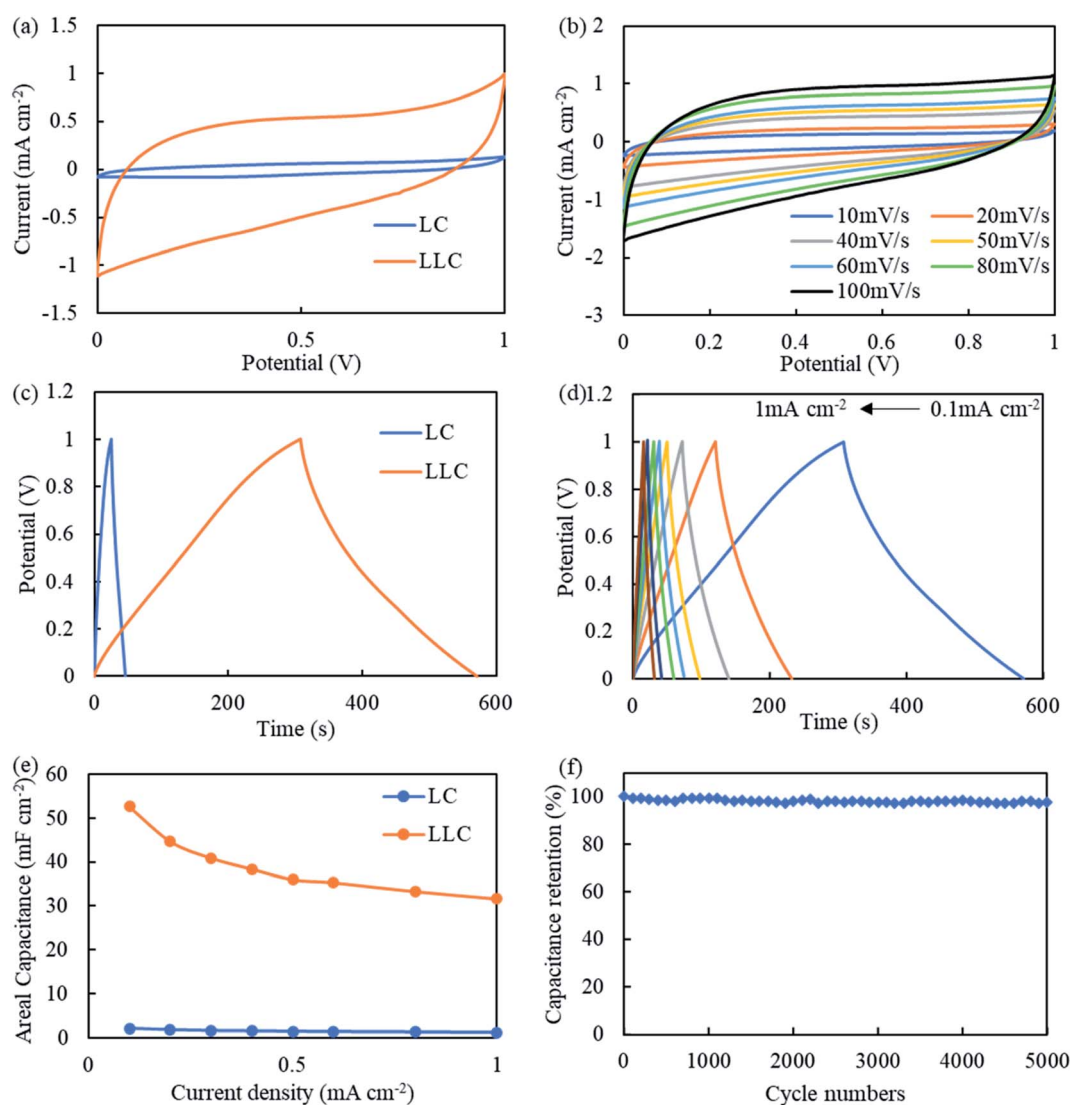 (a)
1.5
1
0.5
0
-0.5
-1
-1.5
Current (mA cm-2)
0
0.5
1
Potential (V)
LC
LLC
(b)
2
1
0
-1
-2
-3
Current (mA cm-2)
0
0.2
0.4
0.6
0.8
1
Potential (V)
10mV/s 20mV/s
40mV/s 50mV/s
60mV/s 80mV/s
100mV/s
(c)
1.2
1
0.8
0.6
0.4
0.2
0
Potential (V)
0
200
400
600
Time (s)
LC
LLC
(d)
1.2
1
0.8
0.6
0.4
0.2
0
Potential (V)
0
200
400
600
Time (s)
1mA cm-2 0.1mA cm-2
(e)
60
50
40
30
20
10
0
Areal Capacitance (mF cm-2)
0
0.5
1
Current density (mA cm-2)
LC
LLC
(f)
100
80
60
40
20
0
Capacitance retention (%)
0
1000
2000
3000
4000
5000
Cycle numbers